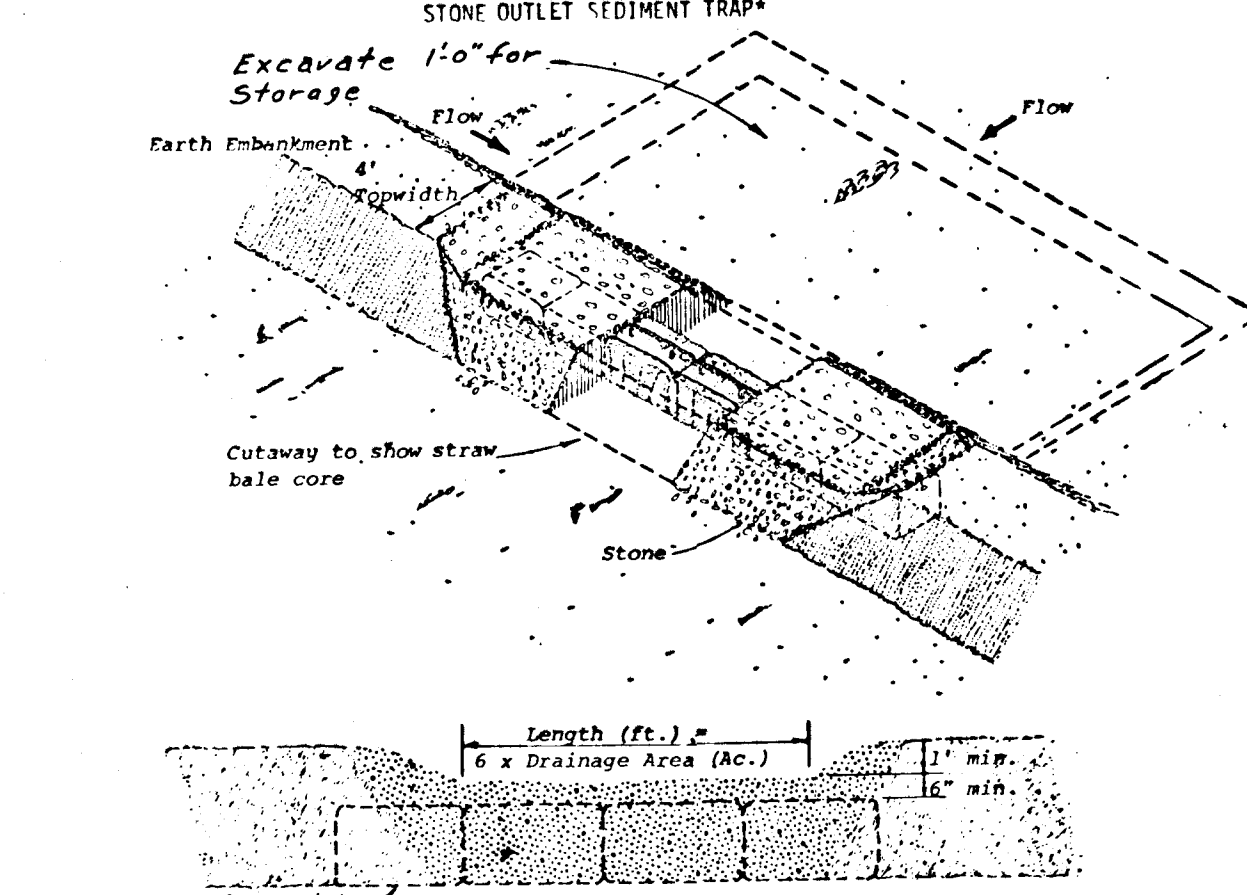 STONE OUTLET SEDIMENT TRAP*
Excavate 1'-0" for
Storage
Flow
Flow
Earth Embankment
4'
Topwidth
Cutaway to show straw
bale core
Stone
Length (ft.) =
6 x Drainage Area (Ac.)
1' min.
6" min.